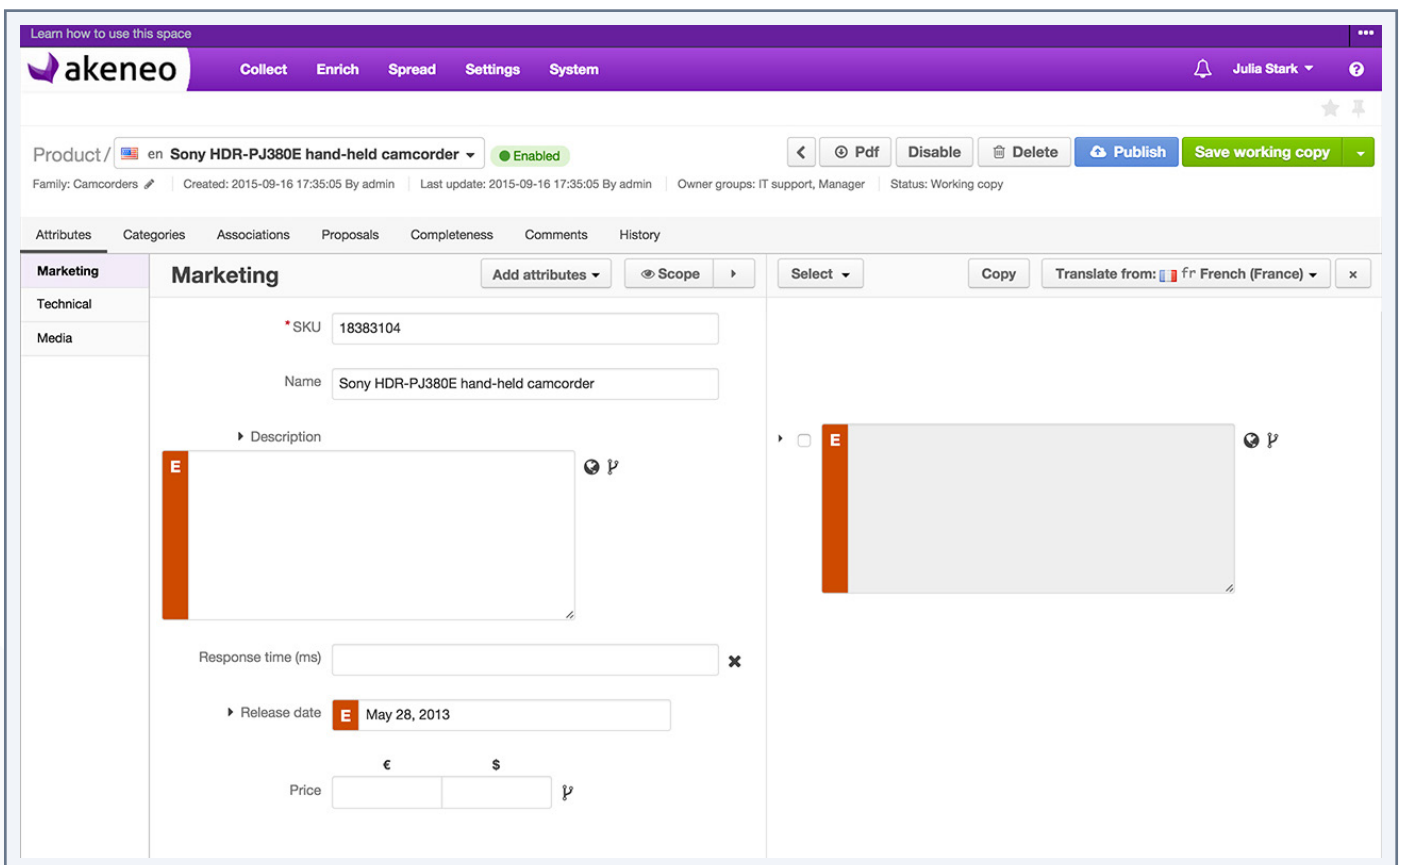 Learn how to use this space
akeneo Collect Enrich Spread Settings System Julia Stark
Product / en Sony HDR-PJ380E hand-held camcorder Enabled Pdf Disable Delete Publish Save working copy
Family: Camcorders Created: 2015-09-16 17:35:05 By admin Last update: 2015-09-16 17:35:05 By admin Owner groups: IT support, Manager Status: Working copy
Attributes Categories Associations Proposals Completeness Comments History
Marketing
Technical
Media
Marketing Add attributes Scope
* SKU 18383104
Name Sony HDR-PJ380E hand-held camcorder
Description
E
Response time (ms)
Release date E May 28, 2013
€ $
Price
Select Copy Translate from: fr French (France) ×
E